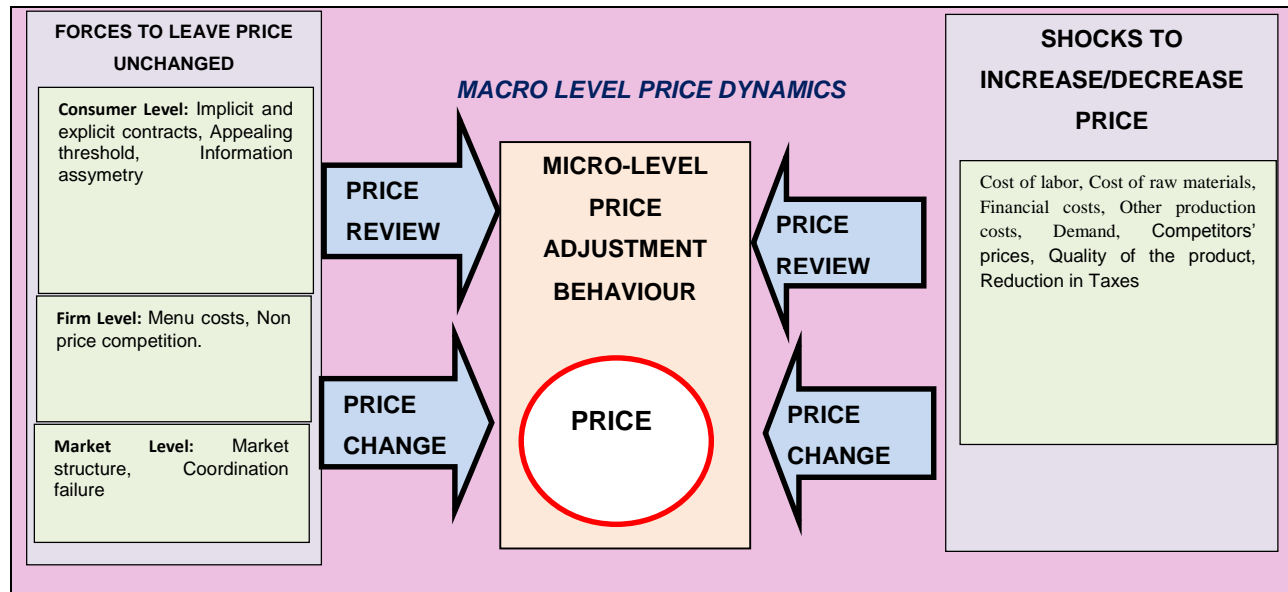 FORCES TO LEAVE PRICE
UNCHANGED
Consumer Level: Implicit and
explicit contracts, Appealing
threshold, Information
assymetry
Firm Level: Menu costs, Non
price competition.
Market Level: Market
structure, Coordination
failure
MACRO LEVEL PRICE DYNAMICS
PRICE
REVIEW
PRICE
CHANGE
MICRO-LEVEL
PRICE
ADJUSTMENT
BEHAVIOUR
PRICE
PRICE
REVIEW
PRICE
CHANGE
SHOCKS TO
INCREASE/DECREASE
PRICE
Cost of labor, Cost of raw materials,
Financial costs, Other production
costs, Demand, Competitors'
prices, Quality of the product,
Reduction in Taxes